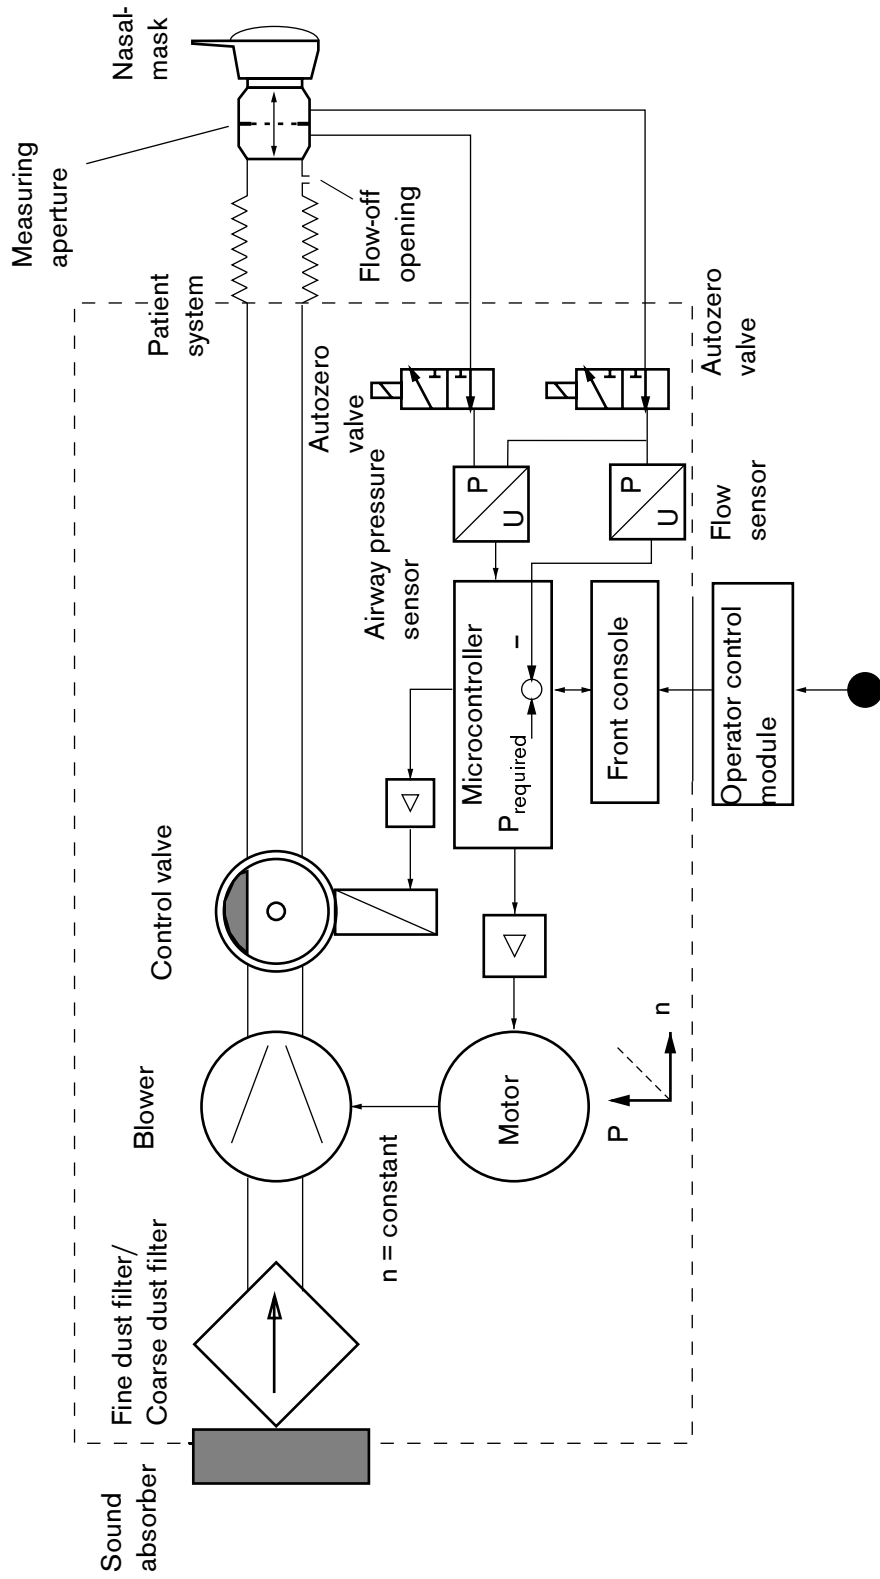 Sound
absorber
Fine dust filter/
Coarse dust filter
Blower
Control valve
Patient
system
Measuring
aperture
Nasal-
mask
Flow-off
opening
Autozero
valve
Airway pressure
sensor
n = constant
Motor
P
n
Microcontroller
P required
–
P
U
P
U
Front console
Operator control
module
Flow
sensor
Autozero
valve